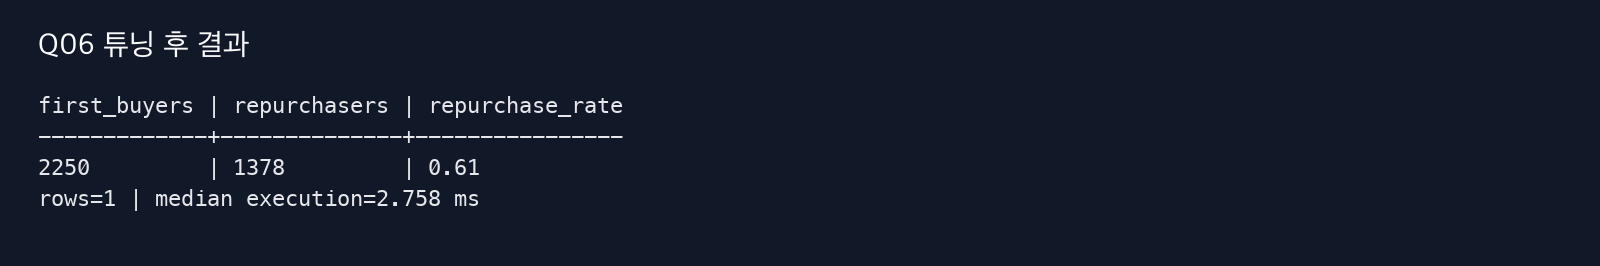 Q06 튜닝 후 결과
first_buyers | repurchasers | repurchase_rate
-------------+--------------+----------------
2250         | 1378         | 0.61
rows=1 | median execution=2.758 ms